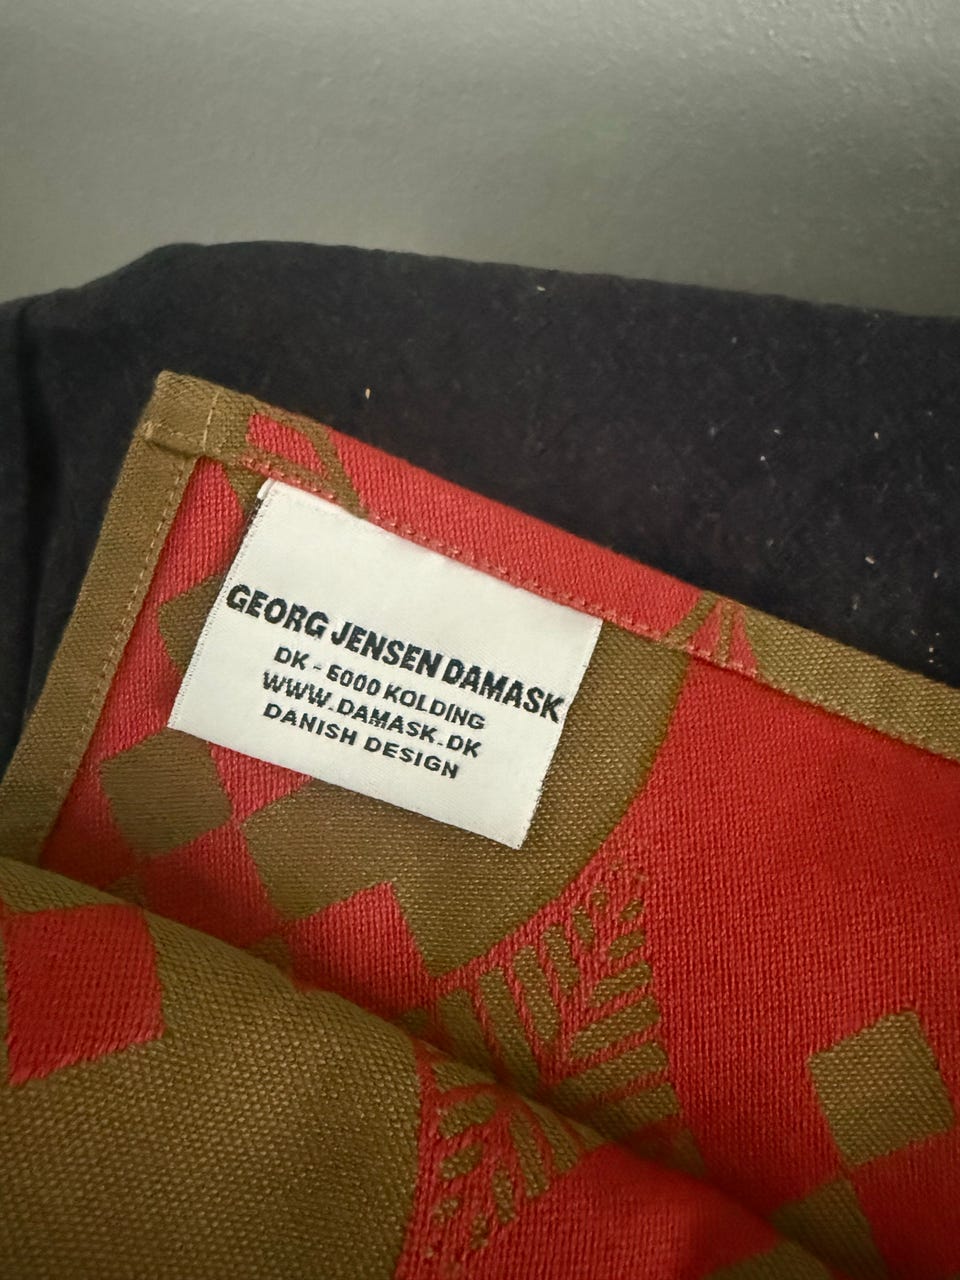 GEORG JENSEN DAMASK
DK - 6000 KOLDING
WWW.DAMASK.DK
DANISH DESIGN